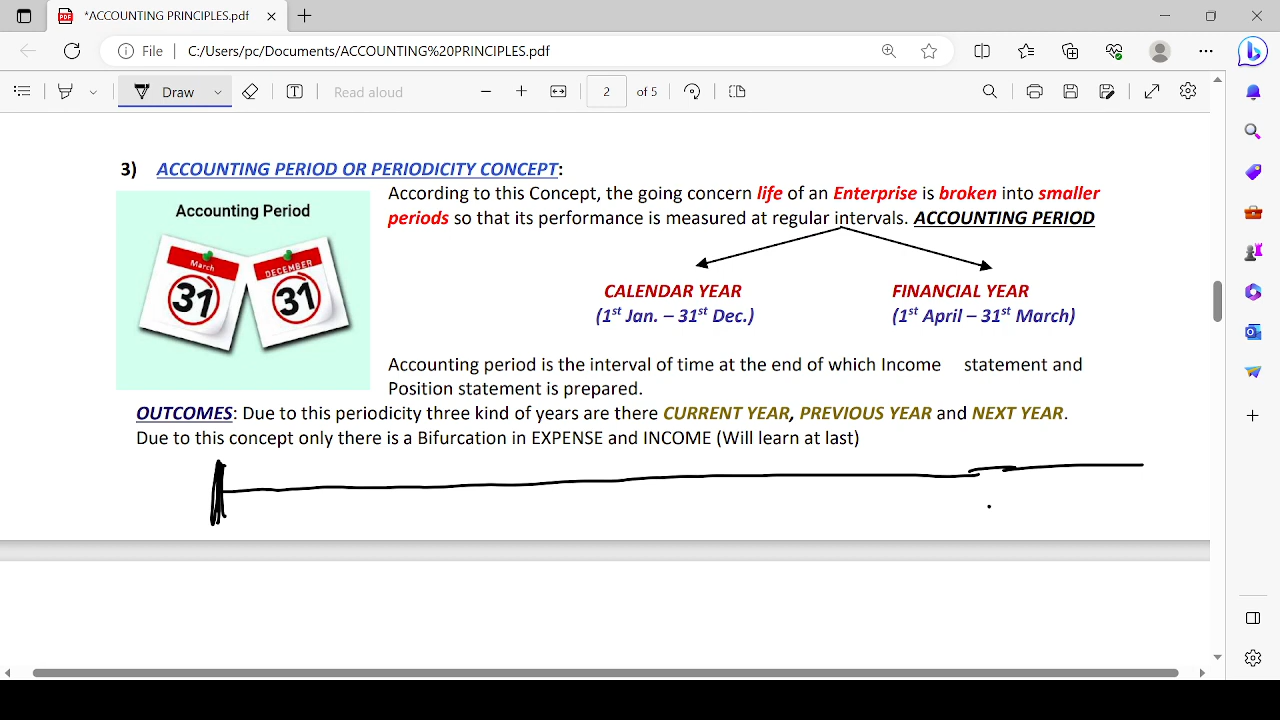 *ACCOUNTING PRINCIPLES.pdf
File C:/Users/pc/Documents/ACCOUNTING%20PRINCIPLES.pdf
Draw Read aloud 2 of 5
3) ACCOUNTING PERIOD OR PERIODICITY CONCEPT:
Accounting Period
March
31
DECEMBER
31
According to this Concept, the going concern life of an Enterprise is broken into smaller
periods so that its performance is measured at regular intervals. ACCOUNTING PERIOD
CALENDAR YEAR FINANCIAL YEAR
(1st Jan. – 31st Dec.) (1st April – 31st March)
Accounting period is the interval of time at the end of which Income statement and
Position statement is prepared.
OUTCOMES: Due to this periodicity three kind of years are there CURRENT YEAR, PREVIOUS YEAR and NEXT YEAR.
Due to this concept only there is a Bifurcation in EXPENSE and INCOME (Will learn at last)